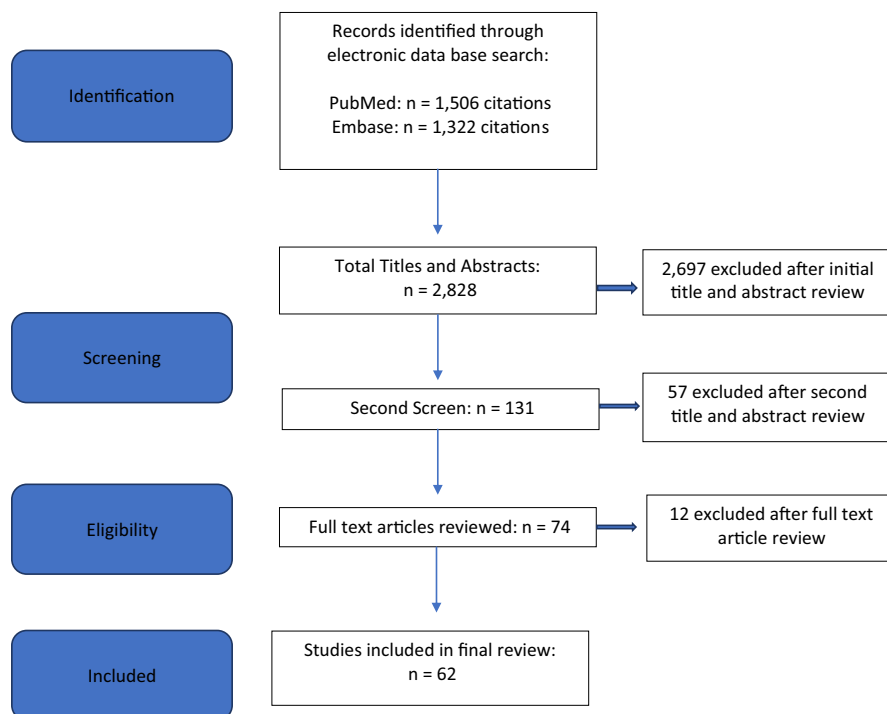 Identification
Records identified through
electronic data base search:
PubMed: n = 1,506 citations
Embase: n = 1,322 citations
Screening
Total Titles and Abstracts:
n = 2,828
2,697 excluded after initial
title and abstract review
Second Screen: n = 131
57 excluded after second
title and abstract review
Eligibility
Full text articles reviewed: n = 74
12 excluded after full text
article review
Included
Studies included in final review:
n = 62